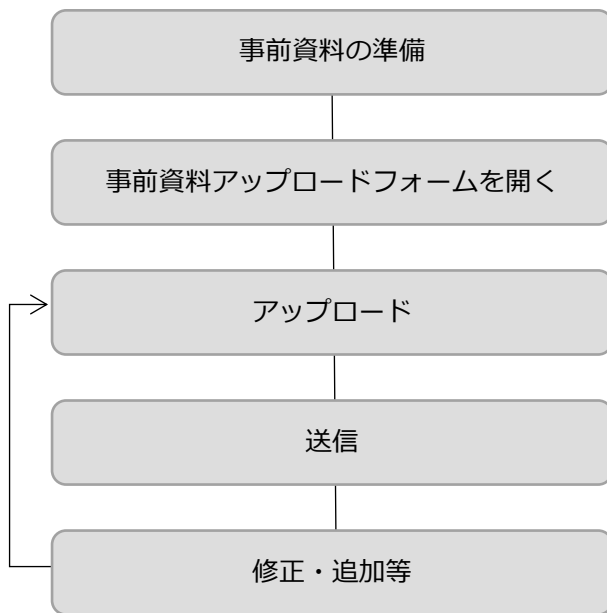 事前資料の準備
事前資料アップロードフォームを開く
アップロード
送信
修正・追加等